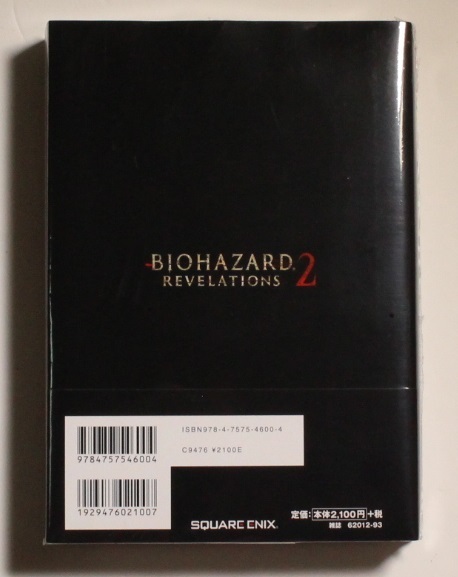 BIOHAZARD
REVELATIONS 2
ISBN978-4-7575-4600-4
C9476 ¥2100E
9784757546004
1929476021007
SQUARE ENIX.
定価:本体2,100円+税
雑誌 62012-93